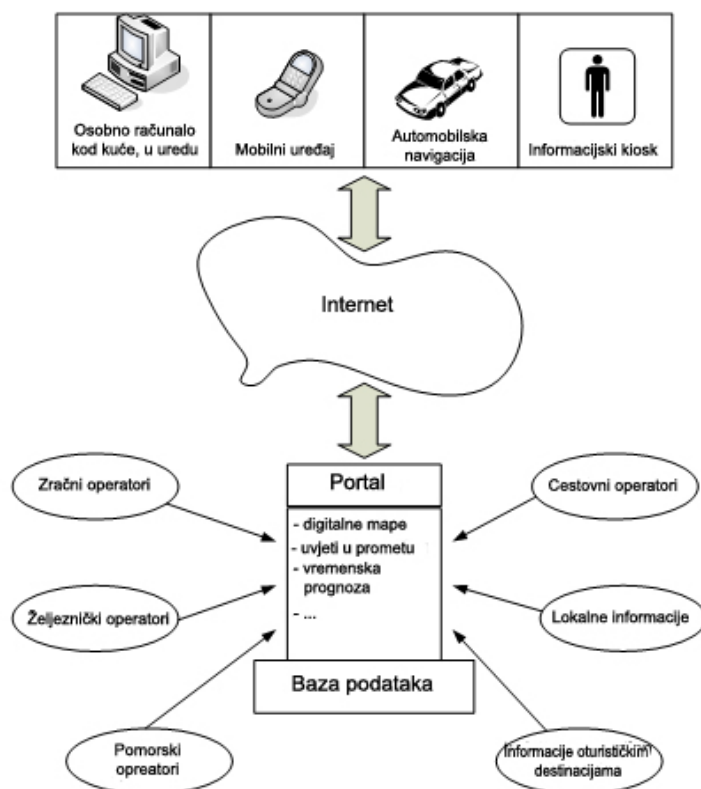 Osobno računalo
kod kuće, u uredu
Mobilni uređaj
Automobilska
navigacija
Informacijski kiosk
Internet
Zračni operatori
Portal
Cestovni operatori
- digitalne mape
- uvjeti u prometu
- vremenska
prognoza
- ...
Željeznički operatori
Lokalne informacije
Baza podataka
Pomorski
opreatori
Informacije oturističkim
destinacijama